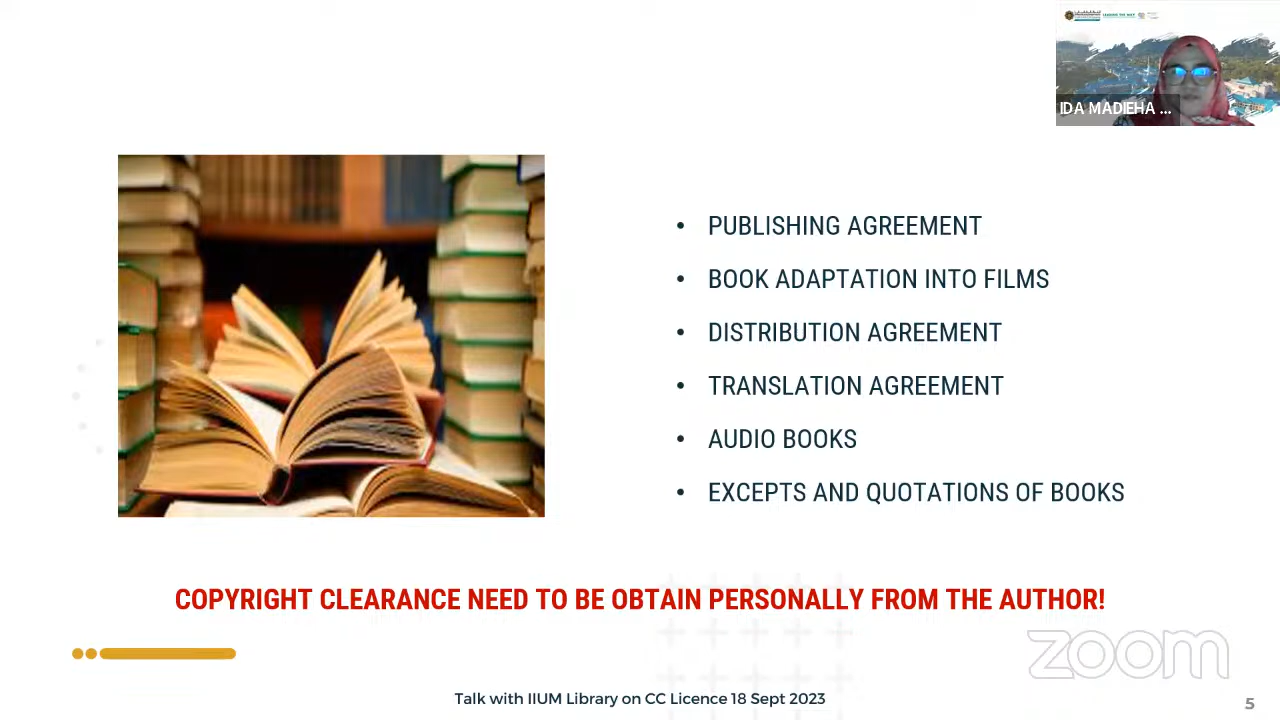 IDA MADIEHA ...
• PUBLISHING AGREEMENT
• BOOK ADAPTATION INTO FILMS
• DISTRIBUTION AGREEMENT
• TRANSLATION AGREEMENT
• AUDIO BOOKS
• EXCEPTS AND QUOTATIONS OF BOOKS
COPYRIGHT CLEARANCE NEED TO BE OBTAIN PERSONALLY FROM THE AUTHOR!
zoom
Talk with IIUM Library on CC Licence 18 Sept 2023
5